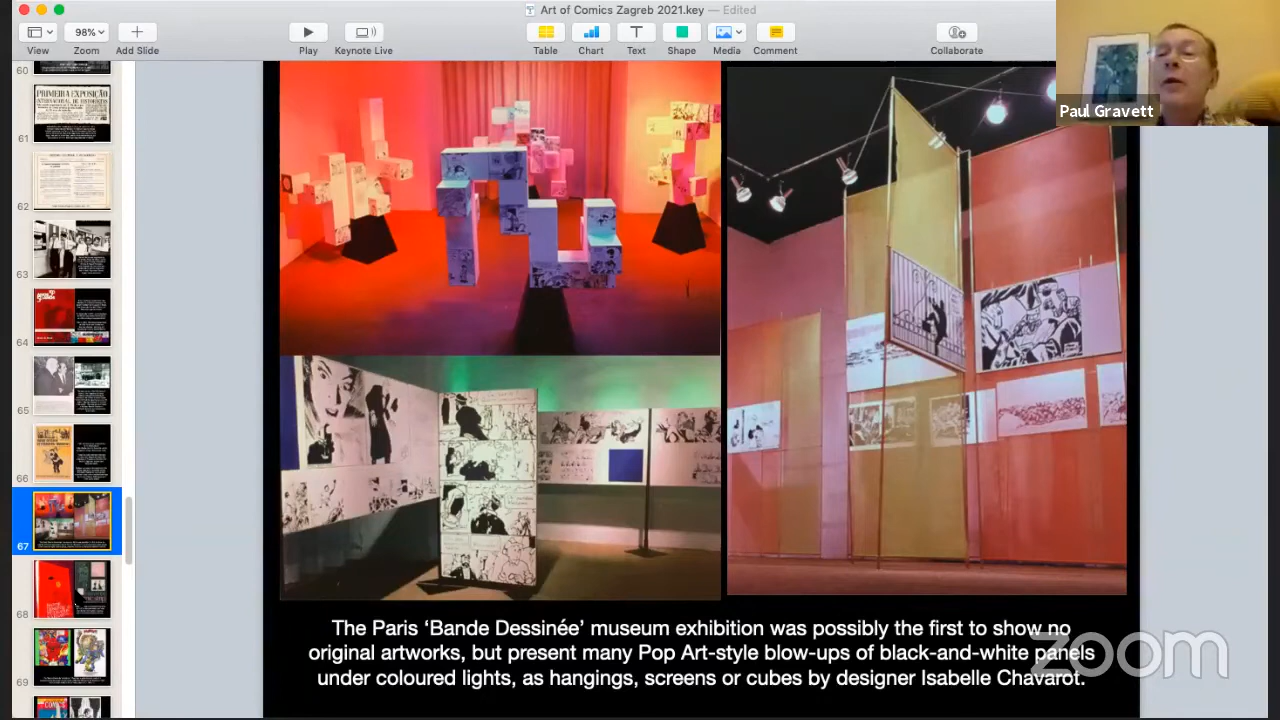 Art of Comics Zagreb 2021.key — Edited
98%
View
Zoom
Add Slide
Play
Keynote Live
Table
Chart
Text
Shape
Media
Comment
Collaborate
Paul Gravett
60
PRIMEIRA EXPOSIÇÃO
61
62
63
64
65
66
67
68
69
The Paris ‘Bande Dessinée’ museum exhibition was possibly the first to show no
original artworks, but present many Pop Art-style blow-ups of black-and-white panels
under coloured lights, as hangings, screens or cubes by designer Isabelle Chavarot.
zoom